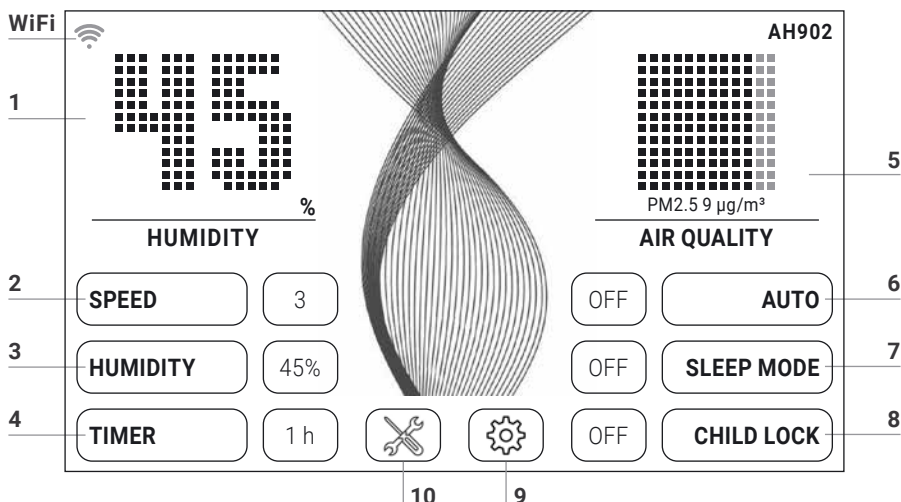 WiFi
AH902
1
45
%
HUMIDITY
5
PM2.5 9 µg/m³
AIR QUALITY
2
SPEED
3
OFF
AUTO
6
3
HUMIDITY
45%
OFF
SLEEP MODE
7
4
TIMER
1 h
OFF
CHILD LOCK
8
10
9